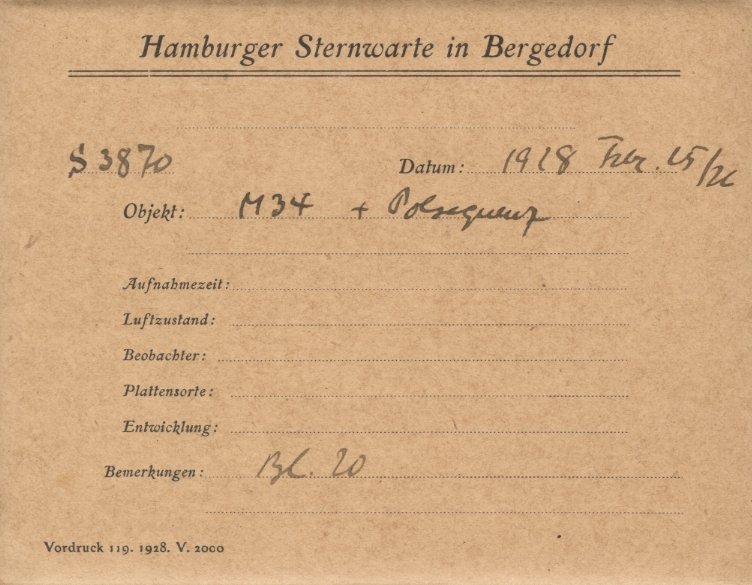 Hamburger Sternwarte in Bergedorf
S 3870 Datum: 1928 Febr. 25/26
Objekt: M34 + Polsequenz
Aufnahmezeit:
Luftzustand:
Beobachter:
Plattensorte:
Entwicklung:
Bemerkungen: Bl. 20
Vordruck 119. 1928. V. 2000